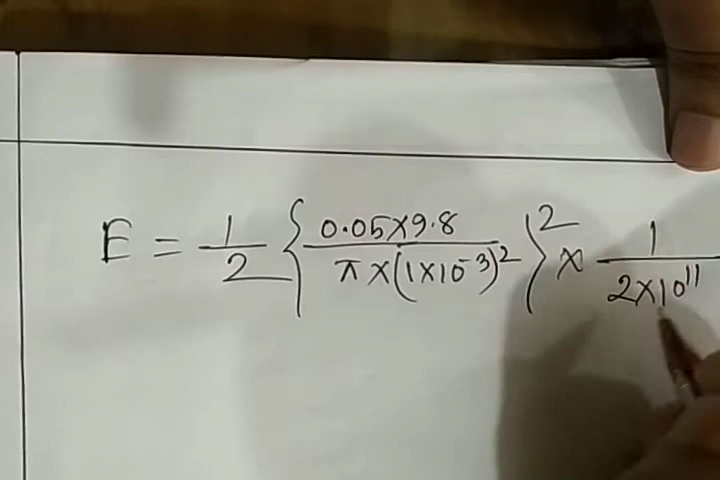 E = 1/2 {0.05×9.8 / π×(1×10⁻³)²}² × 1/2×10¹¹